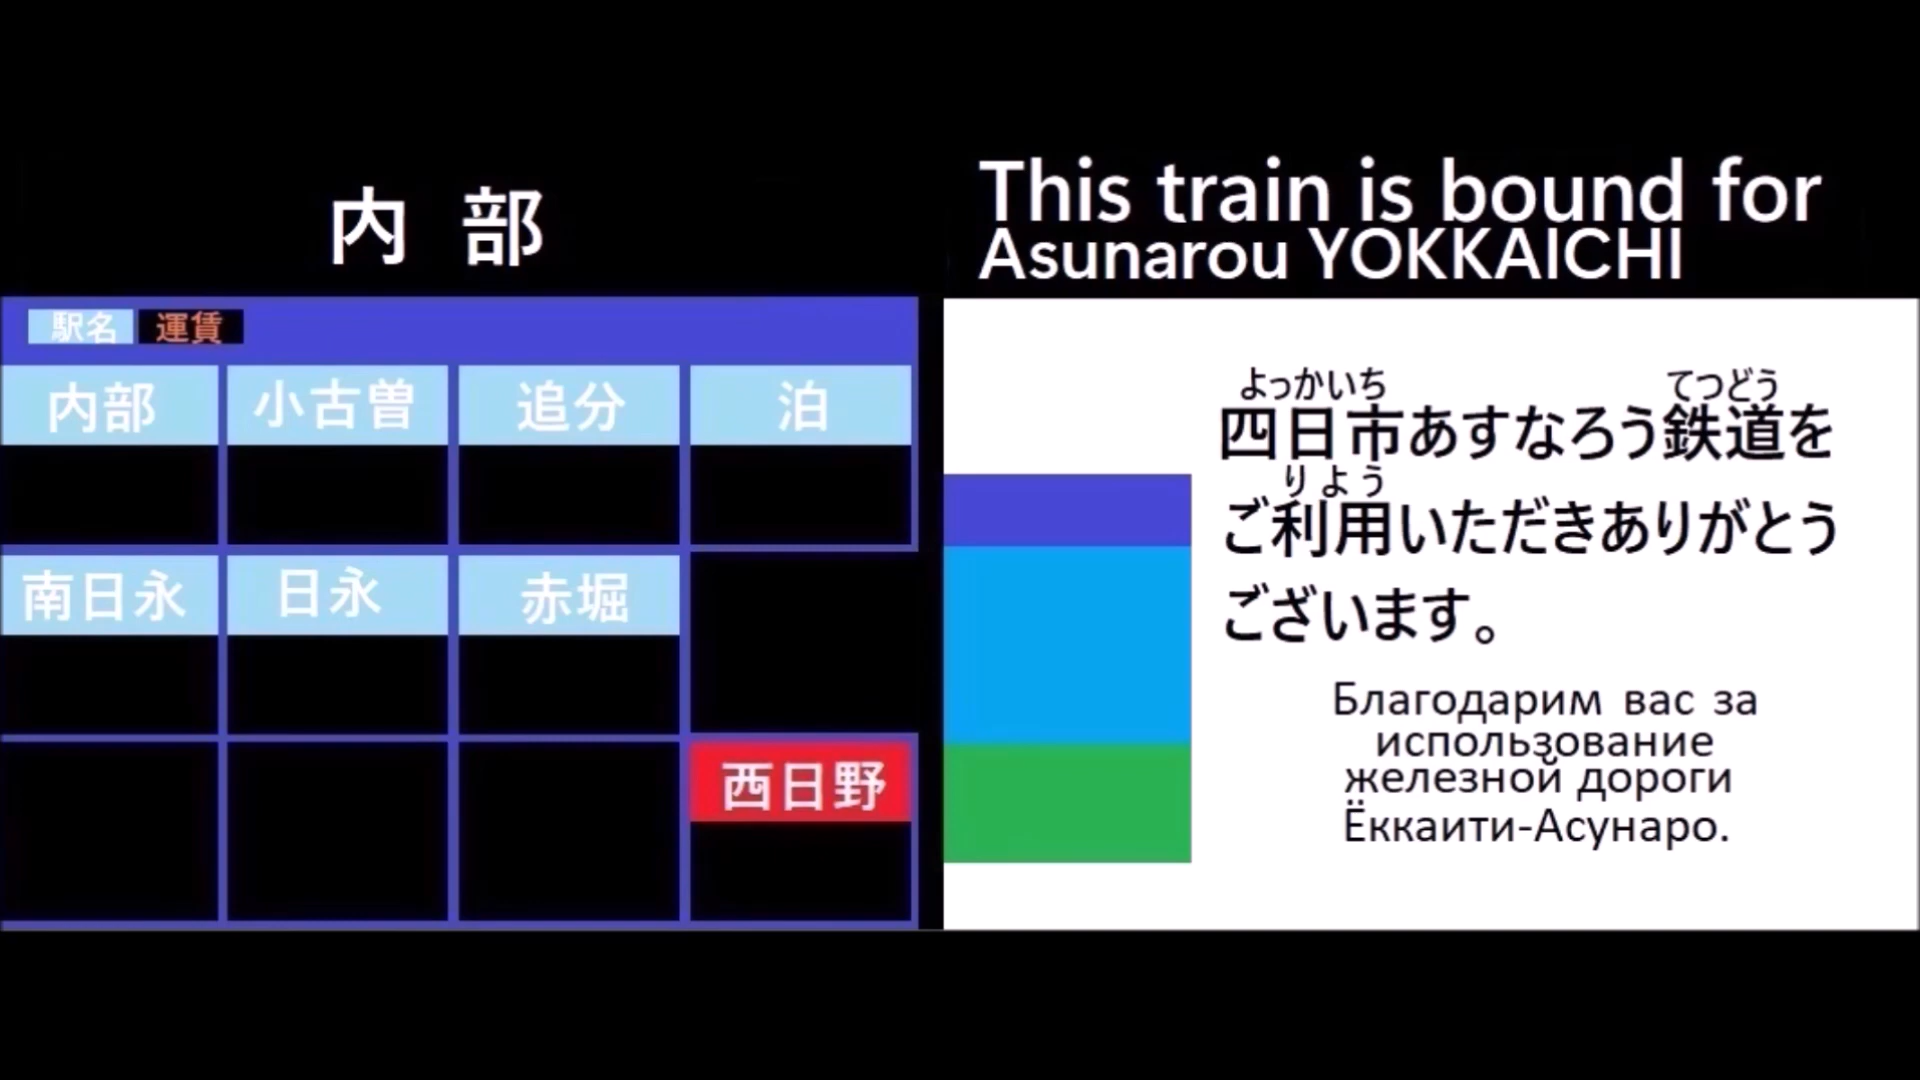 内部
駅名 運賃
内部 小古曽 追分 泊
南日永 日永 赤堀
西日野
This train is bound for
Asunarou YOKKAICHI
よっかいち てつどう
四日市あすなろう鉄道を
りよう
ご利用いただきありがとう
ございます。
Благодарим вас за
использование
железной дороги
Ёккаити-Асунаро.